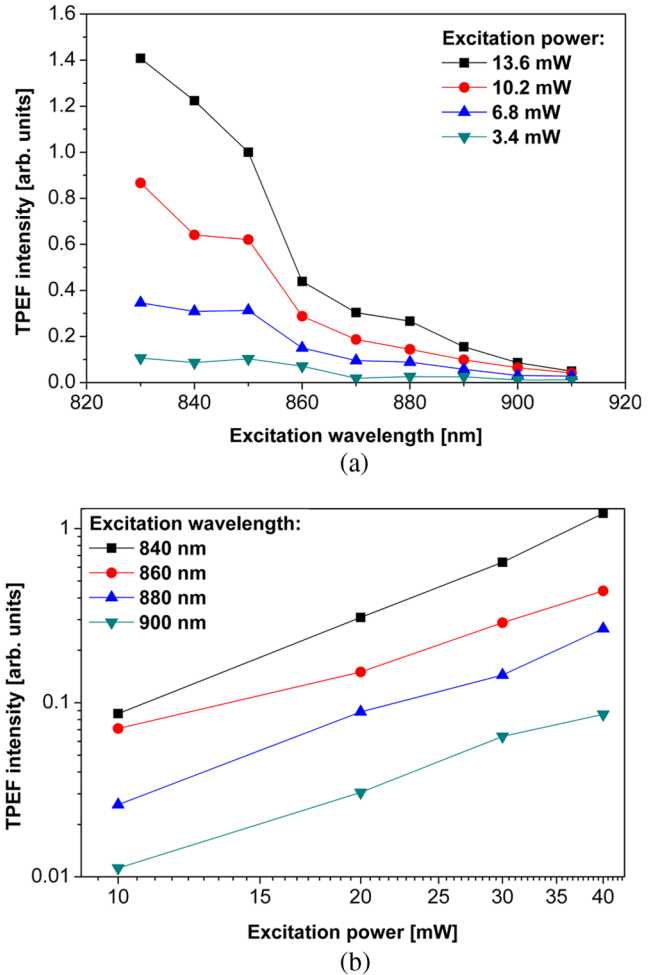 Excitation power:
13.6 mW
10.2 mW
6.8 mW
3.4 mW
TPEF intensity [arb. units]
1.6
1.4
1.2
1.0
0.8
0.6
0.4
0.2
0.0
820 840 860 880 900 920
Excitation wavelength [nm]
(a)
Excitation wavelength:
840 nm
860 nm
880 nm
900 nm
TPEF intensity [arb. units]
1
0.1
0.01
10 15 20 25 30 35 40
Excitation power [mW]
(b)